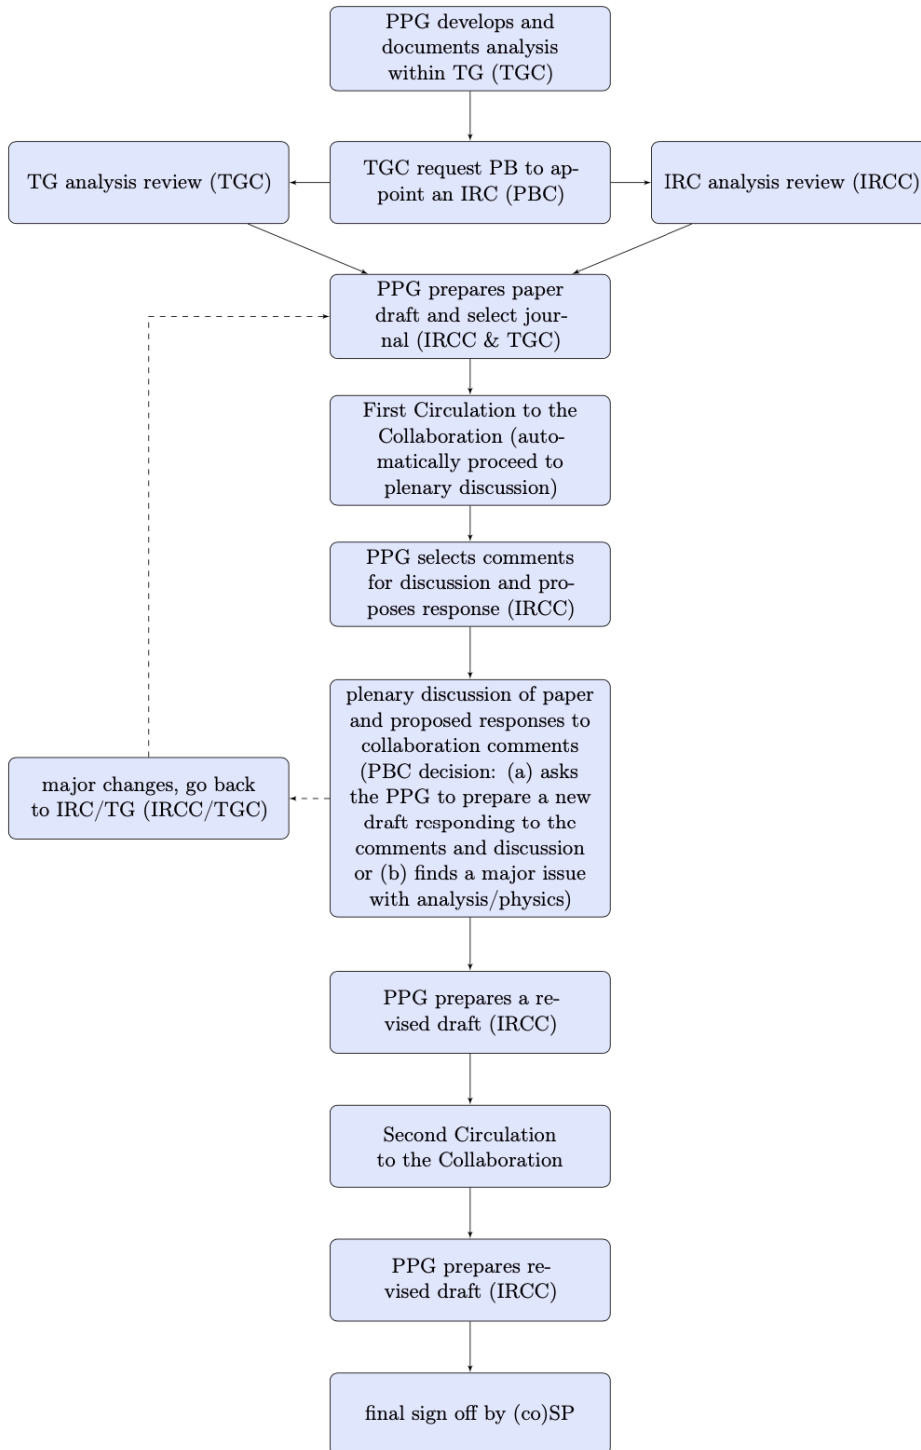 PPG develops and
documents analysis
within TG (TGC)
TG analysis review (TGC)
TGC request PB to ap-
point an IRC (PBC)
IRC analysis review (IRCC)
PPG prepares paper
draft and select jour-
nal (IRCC & TGC)
First Circulation to the
Collaboration (auto-
matically proceed to
plenary discussion)
PPG selects comments
for discussion and pro-
poses response (IRCC)
plenary discussion of paper
and proposed responses to
collaboration comments
(PBC decision: (a) asks
the PPG to prepare a new
draft responding to the
comments and discussion
or (b) finds a major issue
with analysis/physics)
major changes, go back
to IRC/TG (IRCC/TGC)
PPG prepares a re-
vised draft (IRCC)
Second Circulation
to the Collaboration
PPG prepares re-
vised draft (IRCC)
final sign off by (co)SP